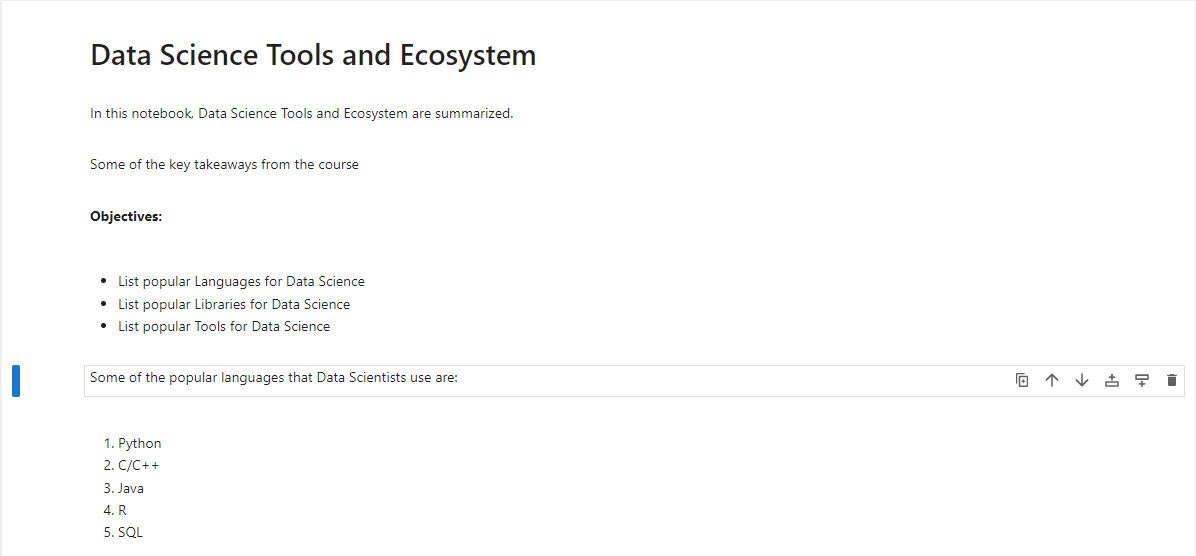 Data Science Tools and Ecosystem
In this notebook, Data Science Tools and Ecosystem are summarized.
Some of the key takeaways from the course
Objectives:
• List popular Languages for Data Science
• List popular Libraries for Data Science
• List popular Tools for Data Science
Some of the popular languages that Data Scientists use are:
1. Python
2. C/C++
3. Java
4. R
5. SQL